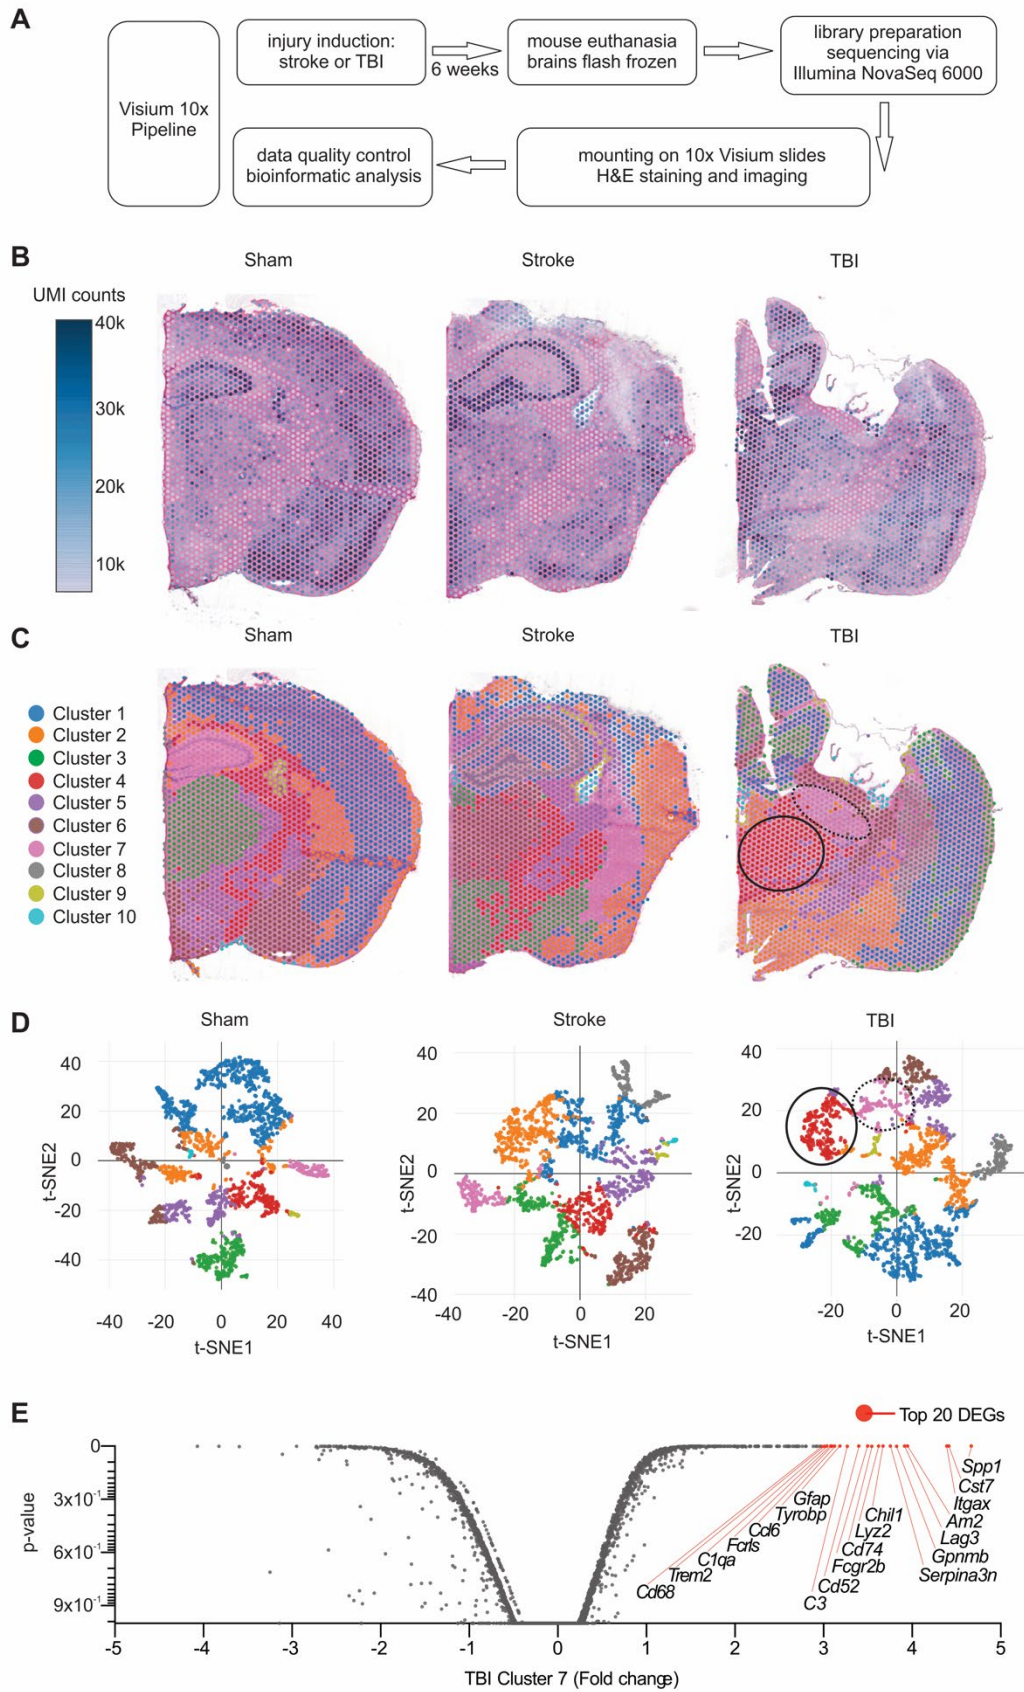 A
Visium 10x
Pipeline
injury induction:
stroke or TBI
6 weeks
mouse euthanasia
brains flash frozen
library preparation
sequencing via
Illumina NovaSeq 6000
data quality control
bioinformatic analysis
mounting on 10x Visium slides
H&E staining and imaging
B
Sham
Stroke
TBI
UMI counts
40k
30k
20k
10k
C
Sham
Stroke
TBI
Cluster 1
Cluster 2
Cluster 3
Cluster 4
Cluster 5
Cluster 6
Cluster 7
Cluster 8
Cluster 9
Cluster 10
D
Sham
Stroke
TBI
t-SNE2
40
20
0
-20
-40
-40 -20 0 20 40
t-SNE1
t-SNE2
40
20
0
-20
-40
-40 -20 0 20
t-SNE1
t-SNE2
40
20
0
-20
-20 0 20
t-SNE1
E
Top 20 DEGs
p-value
0
3x10⁻¹
6x10⁻¹
9x10⁻¹
Spp1
Cst7
Itgax
Am2
Lag3
Gpnmb
Serpina3n
Chil1
Lyz2
Cd74
Fcgr2b
Cd52
C3
Gfap
Tyrobp
Ccl6
Fcrls
C1qa
Trem2
Cd68
-5 -4 -3 -2 -1 0 1 2 3 4 5
TBI Cluster 7 (Fold change)